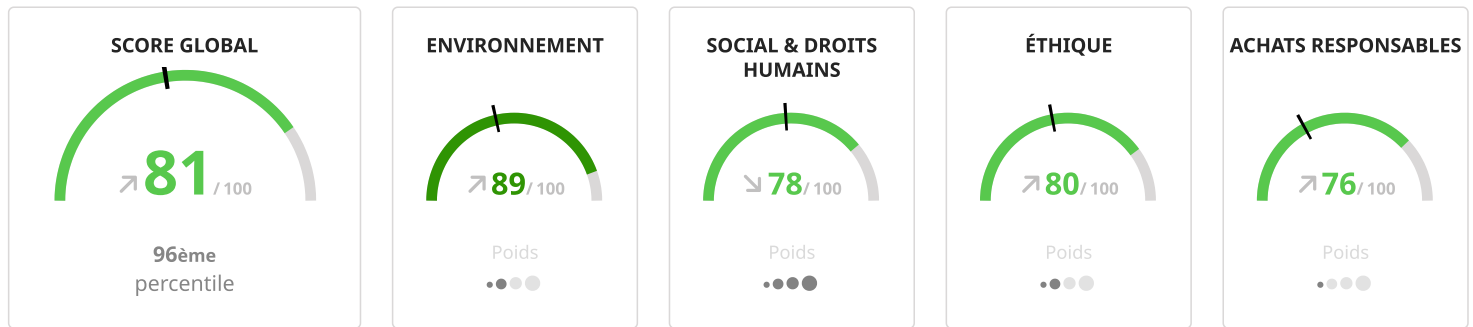 SCORE GLOBAL
81 / 100
96ème
percentile
ENVIRONNEMENT
89 / 100
Poids
SOCIAL & DROITS
HUMAINS
78 / 100
Poids
ÉTHIQUE
80 / 100
Poids
ACHATS RESPONSABLES
76 / 100
Poids